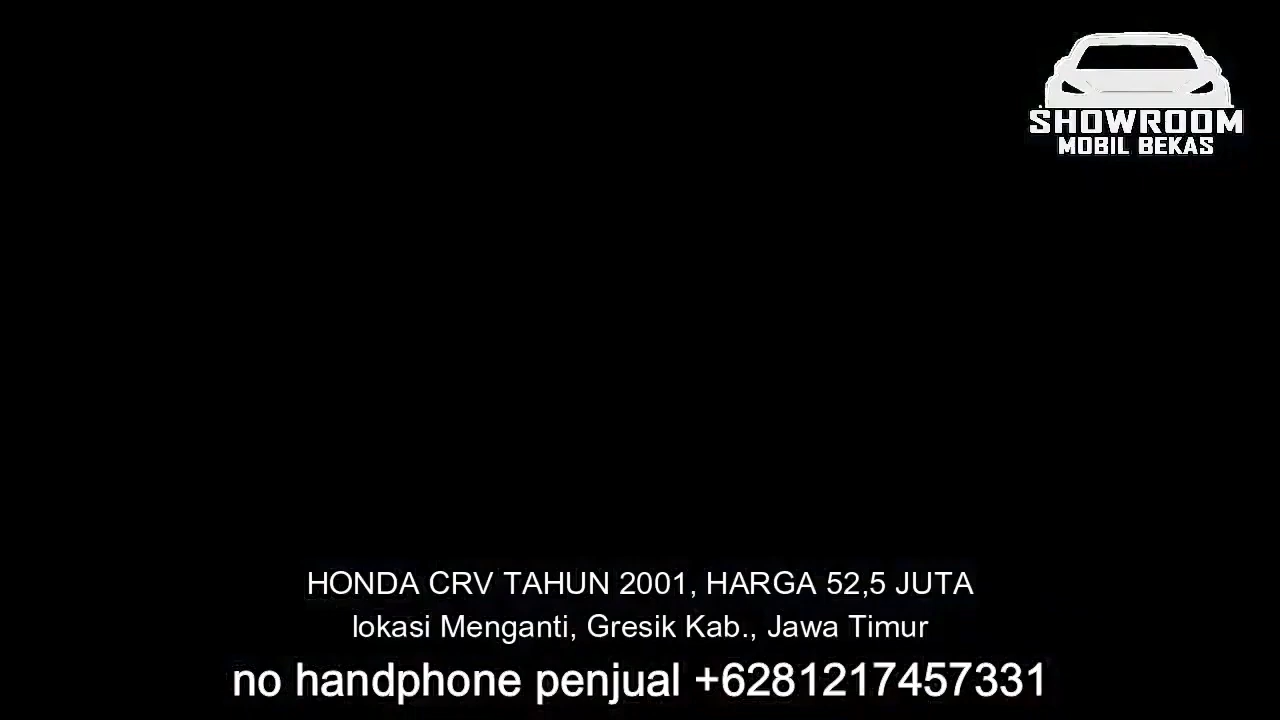 SHOWROOM
MOBIL BEKAS
HONDA CRV TAHUN 2001, HARGA 52,5 JUTA
lokasi Menganti, Gresik Kab., Jawa Timur
no handphone penjual +6281217457331